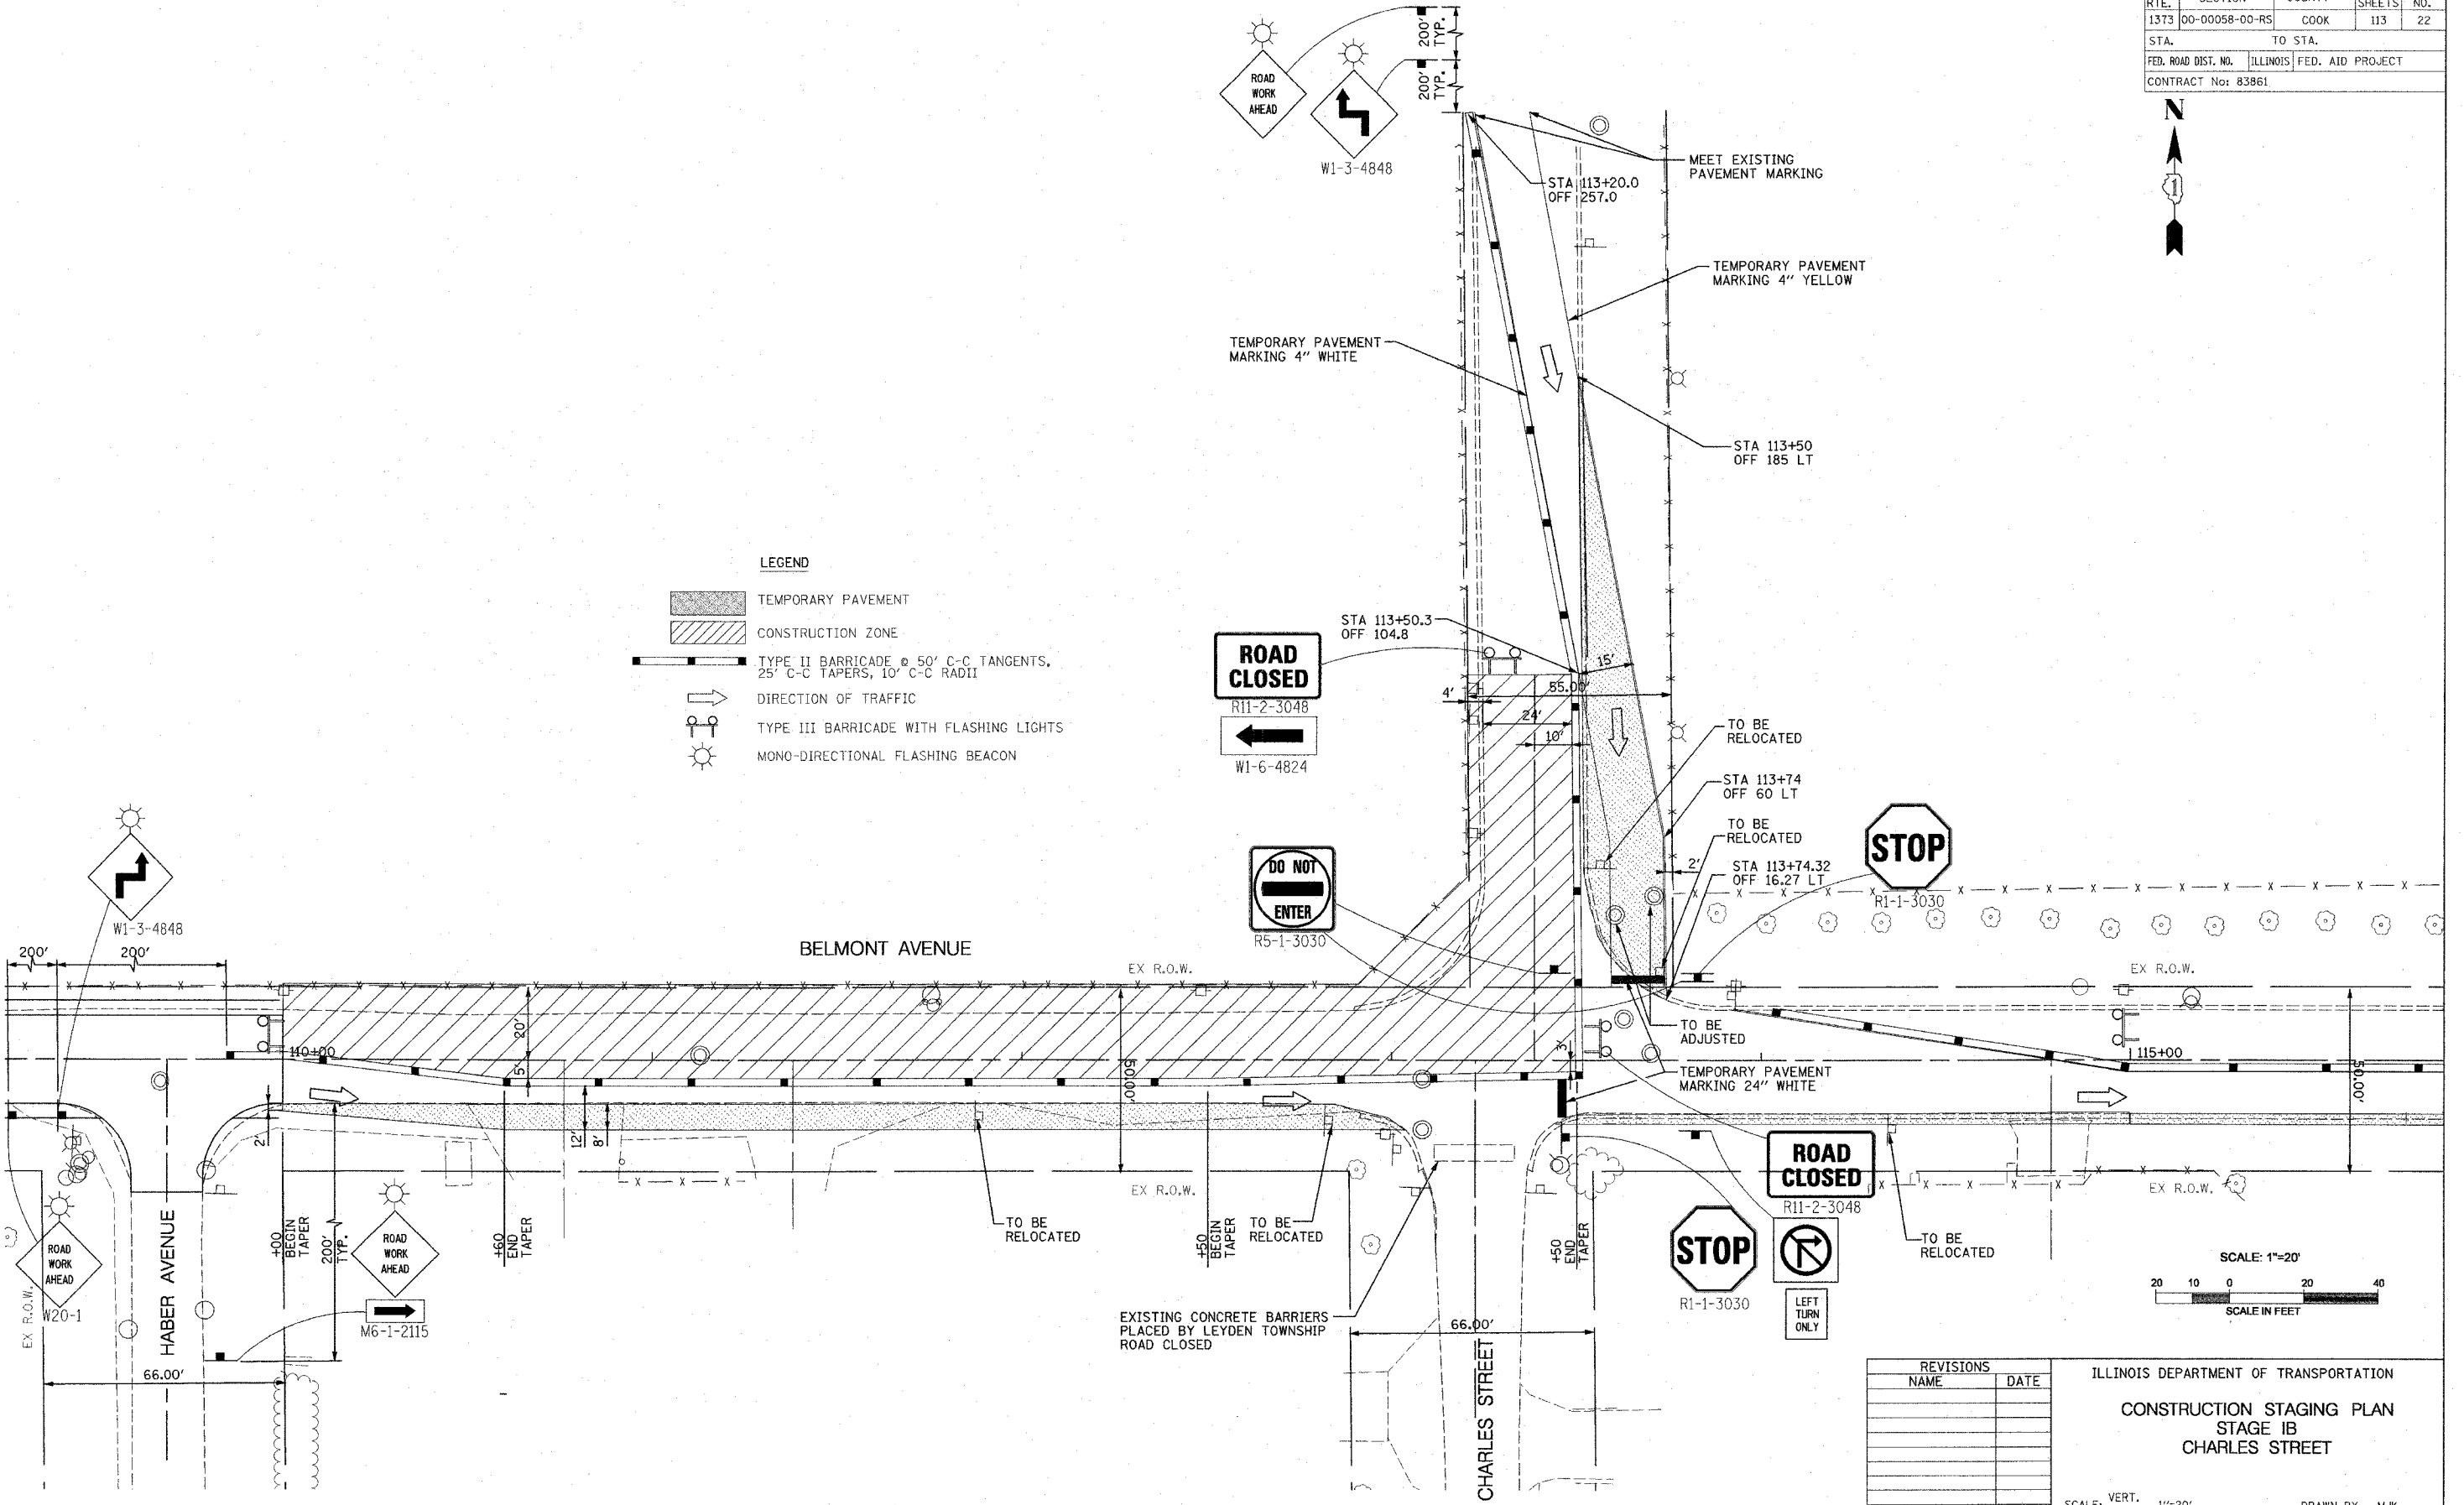 RTE. SECTION COUNTY SHEETS NO.
1373 00-00058-00-RS COOK 113 22
STA. TO STA.
FED. ROAD DIST. NO. ILLINOIS FED. AID PROJECT
CONTRACT No: 83861
N
200' TYP.
200' TYP.
ROAD WORK AHEAD
W1-3-4848
MEET EXISTING
PAVEMENT MARKING
STA 113+20.0
OFF 257.0
TEMPORARY PAVEMENT
MARKING 4" YELLOW
TEMPORARY PAVEMENT
MARKING 4" WHITE
STA 113+50
OFF 185 LT
LEGEND
TEMPORARY PAVEMENT
CONSTRUCTION ZONE
TYPE II BARRICADE @ 50' C-C TANGENTS,
25' C-C TAPERS, 10' C-C RADII
DIRECTION OF TRAFFIC
TYPE III BARRICADE WITH FLASHING LIGHTS
MONO-DIRECTIONAL FLASHING BEACON
STA 113+50.3
OFF 104.8
ROAD
CLOSED
R11-2-3048
W1-6-4824
15'
4'
55.00'
24'
10'
TO BE
RELOCATED
STA 113+74
OFF 60 LT
TO BE
RELOCATED
2'
STA 113+74.32
OFF 16.27 LT
STOP
R1-1-3030
DO NOT
ENTER
R5-1-3030
W1-3-4848
200'
200'
BELMONT AVENUE
EX R.O.W.
EX R.O.W.
110+00
20'
5'
50.00'
3'
TO BE
ADJUSTED
TEMPORARY PAVEMENT
MARKING 24" WHITE
115+00
50.00'
2'
12'
8'
EX R.O.W.
EX R.O.W.
ROAD WORK AHEAD
W20-1
EX R.O.W.
HABER AVENUE
66.00'
+00
BEGIN
TAPER
200'
TYP.
ROAD
WORK
AHEAD
M6-1-2115
+60
END
TAPER
TO BE
RELOCATED
+50
BEGIN
TAPER
TO BE
RELOCATED
EXISTING CONCRETE BARRIERS
PLACED BY LEYDEN TOWNSHIP
ROAD CLOSED
66.00'
CHARLES STREET
+50
END
TAPER
STOP
R1-1-3030
ROAD
CLOSED
R11-2-3048
LEFT
TURN
ONLY
TO BE
RELOCATED
SCALE: 1"=20'
20 10 0 20 40
SCALE IN FEET
REVISIONS
NAME DATE
ILLINOIS DEPARTMENT OF TRANSPORTATION
CONSTRUCTION STAGING PLAN
STAGE IB
CHARLES STREET
VERT.
SCALE: 1"=20' DRAWN BY MJK